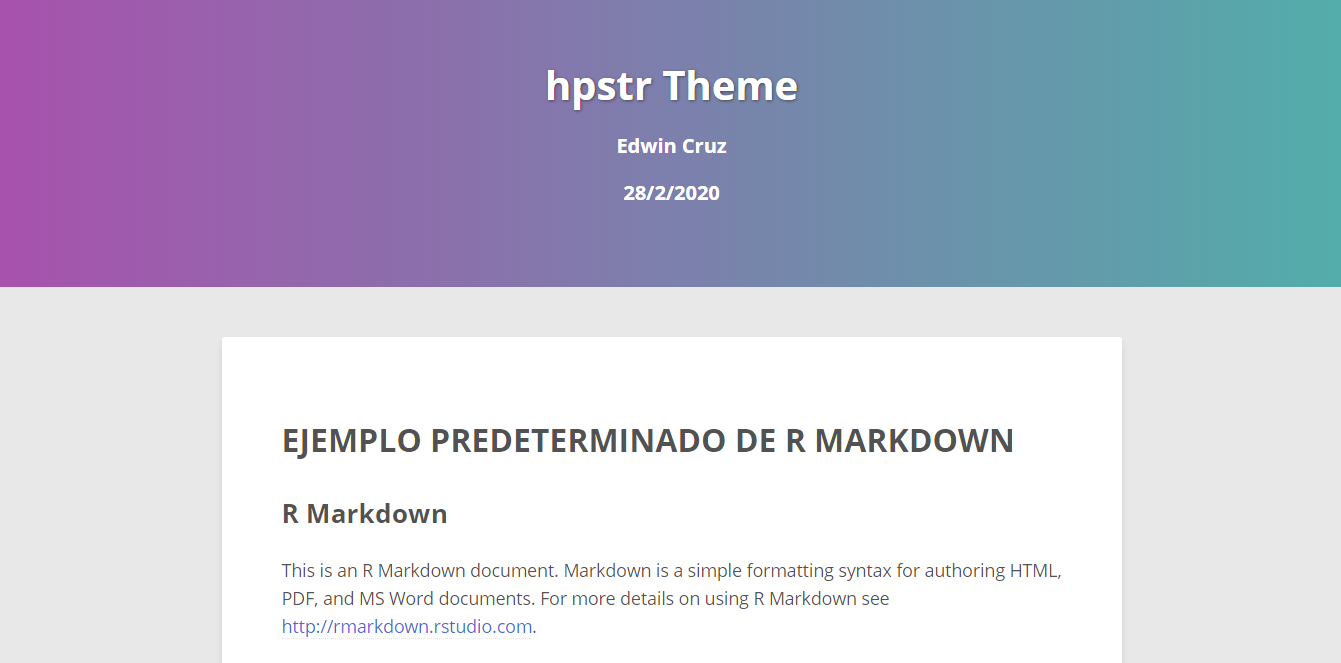 hpstr Theme
Edwin Cruz
28/2/2020
EJEMPLO PREDETERMINADO DE R MARKDOWN
R Markdown
This is an R Markdown document. Markdown is a simple formatting syntax for authoring HTML,
PDF, and MS Word documents. For more details on using R Markdown see
http://rmarkdown.rstudio.com.